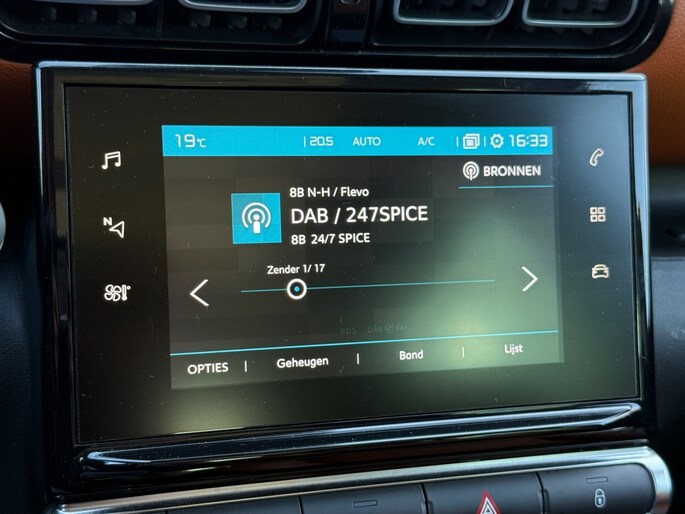 19°C | 20.5 AUTO A/C | | 16:33
BRONNEN
8B N-H / Flevo
DAB / 247SPICE
8B 24/7 SPICE
Zender 1/ 17
OPTIES | Geheugen | Band | Lijst
N